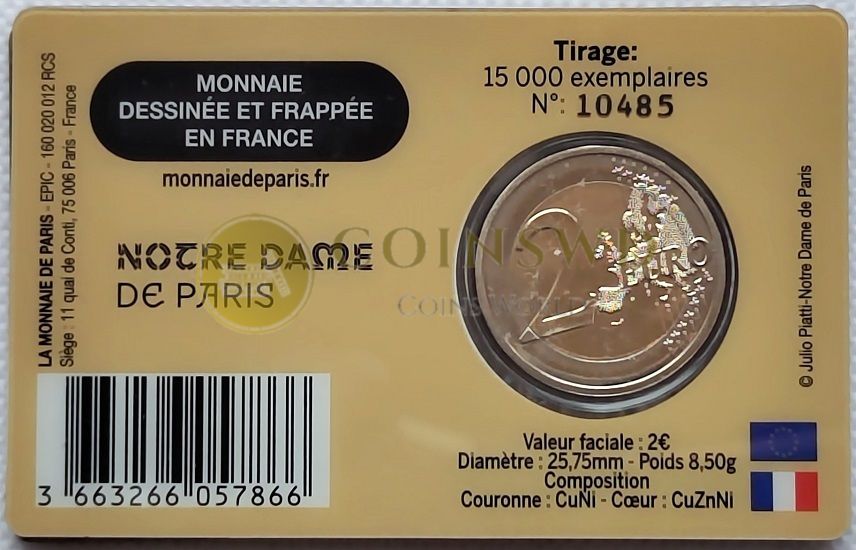 LA MONNAIE DE PARIS - EPIC - 160 020 012 RCS
Siège : 11 quai de Conti, 75 006 Paris - France
MONNAIE
DESSINÉE ET FRAPPÉE
EN FRANCE
monnaiedeparis.fr
NOTRE DAME
DE PARIS
3 663266 057866
Tirage:
15 000 exemplaires
N°: 10485
2
EURO
COINSWD
COINS WORLD
© Julio Piatti-Notre Dame de Paris
Valeur faciale : 2€
Diamètre : 25,75mm - Poids 8,50g
Composition
Couronne : CuNi - Cœur : CuZnNi